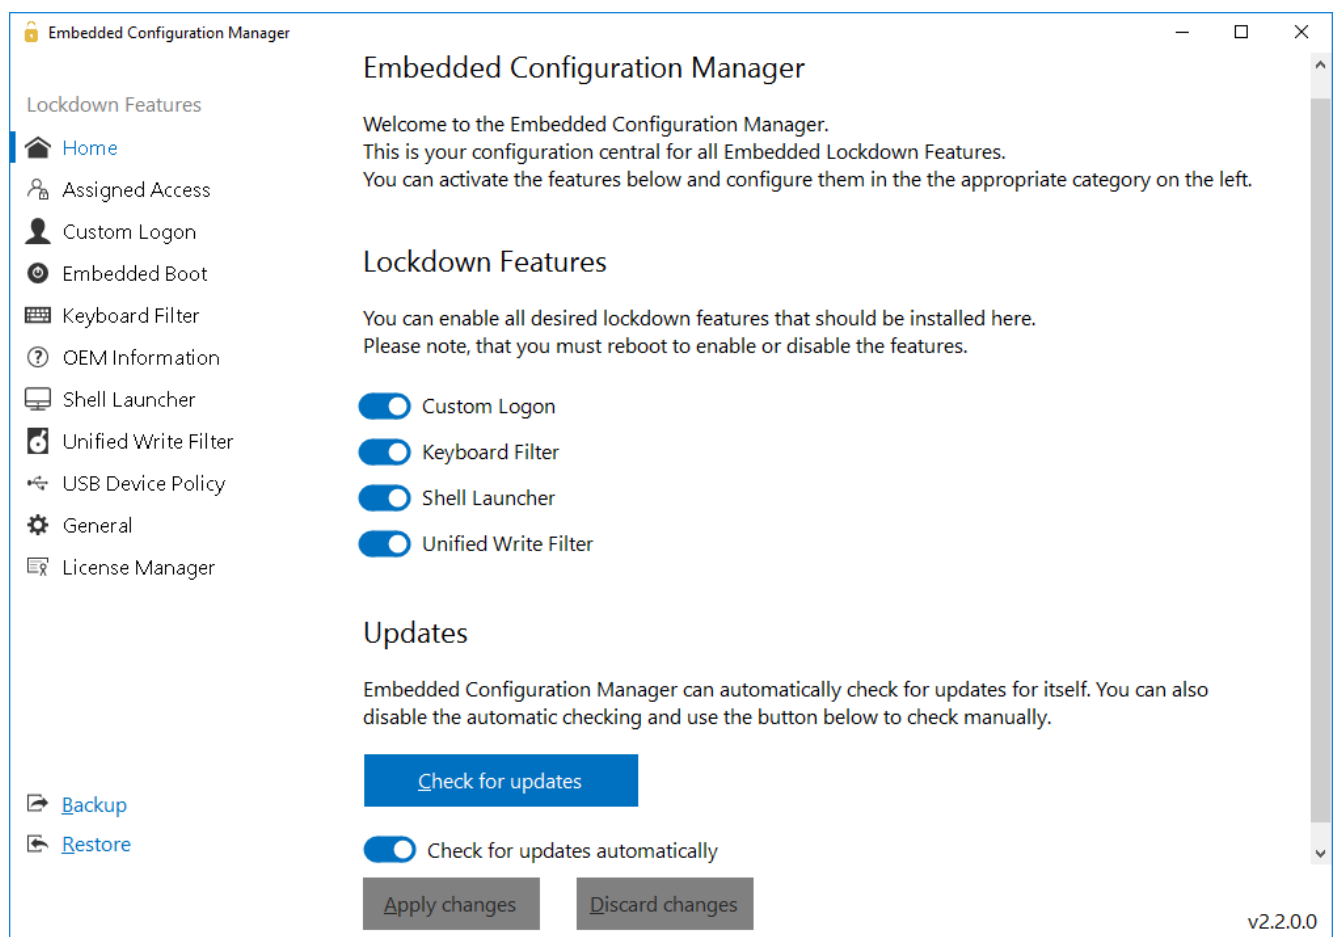 Embedded Configuration Manager
Lockdown Features
Home
Assigned Access
Custom Logon
Embedded Boot
Keyboard Filter
OEM Information
Shell Launcher
Unified Write Filter
USB Device Policy
General
License Manager
Backup
Restore
Embedded Configuration Manager
Welcome to the Embedded Configuration Manager.
This is your configuration central for all Embedded Lockdown Features.
You can activate the features below and configure them in the the appropriate category on the left.
Lockdown Features
You can enable all desired lockdown features that should be installed here.
Please note, that you must reboot to enable or disable the features.
Custom Logon
Keyboard Filter
Shell Launcher
Unified Write Filter
Updates
Embedded Configuration Manager can automatically check for updates for itself. You can also
disable the automatic checking and use the button below to check manually.
Check for updates
Check for updates automatically
Apply changes
Discard changes
v2.2.0.0